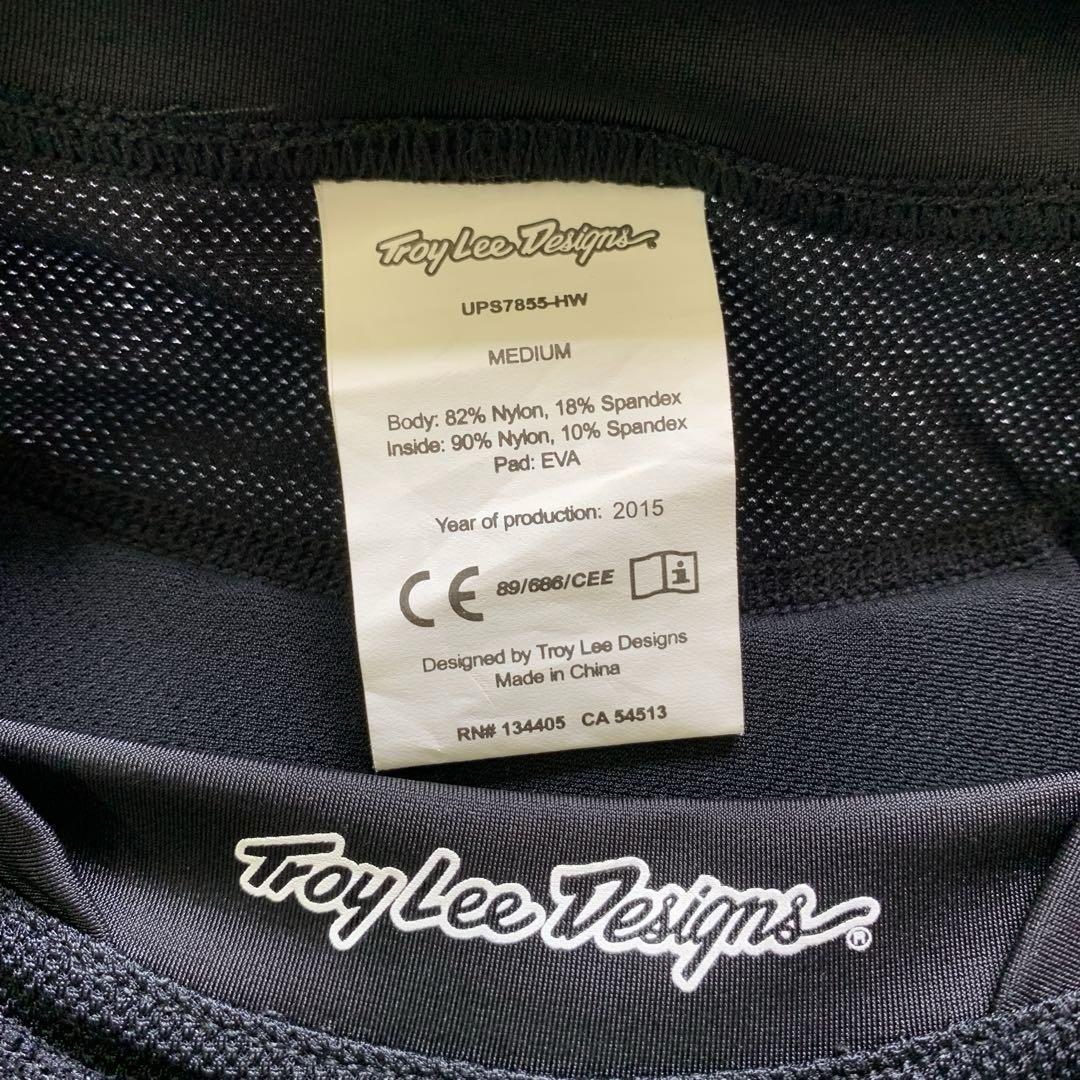 Troy Lee Designs
UPS7855-HW
MEDIUM
Body: 82% Nylon, 18% Spandex
Inside: 90% Nylon, 10% Spandex
Pad: EVA
Year of production: 2015
CE 89/686/CEE i
Designed by Troy Lee Designs
Made in China
RN# 134405 CA 54513
Troy Lee Designs®